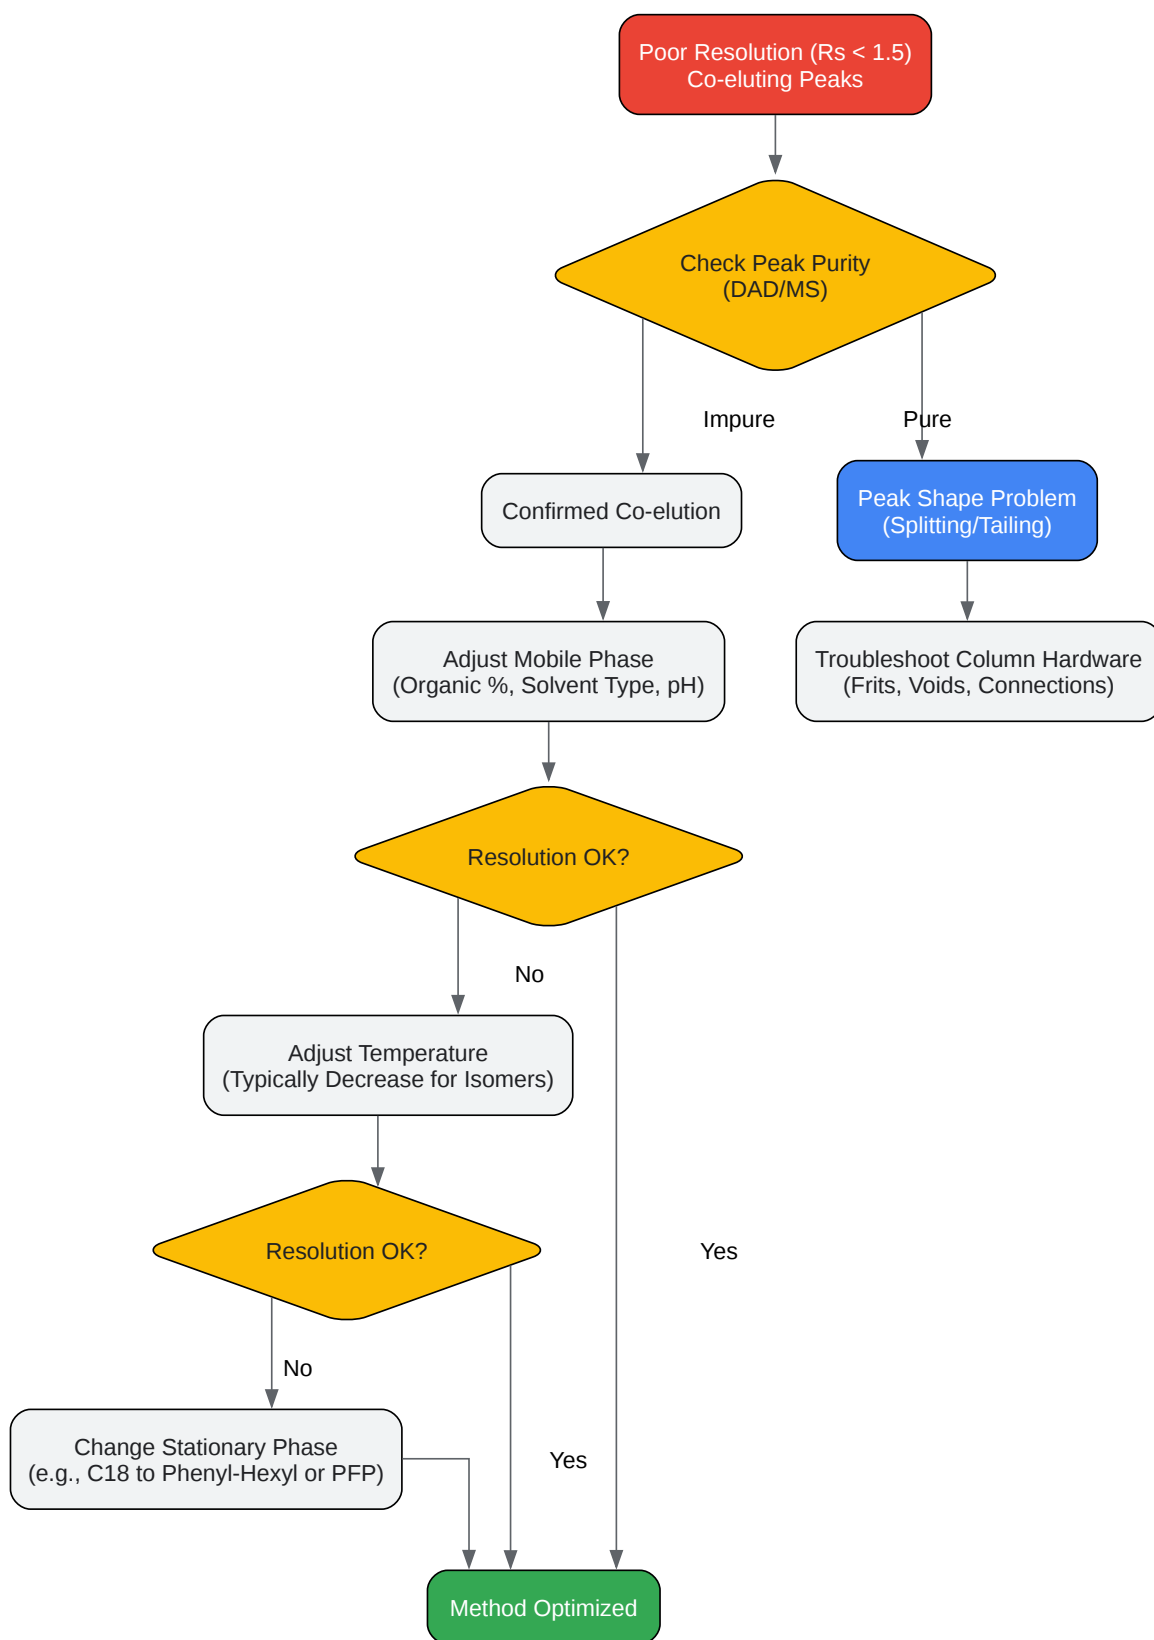 Poor Resolution (Rs < 1.5)
Co-eluting Peaks
Check Peak Purity
(DAD/MS)
Impure
Pure
Confirmed Co-elution
Peak Shape Problem
(Splitting/Tailing)
Adjust Mobile Phase
(Organic %, Solvent Type, pH)
Troubleshoot Column Hardware
(Frits, Voids, Connections)
Resolution OK?
No
Adjust Temperature
(Typically Decrease for Isomers)
Resolution OK?
Yes
No
Change Stationary Phase
(e.g., C18 to Phenyl-Hexyl or PFP)
Yes
Method Optimized